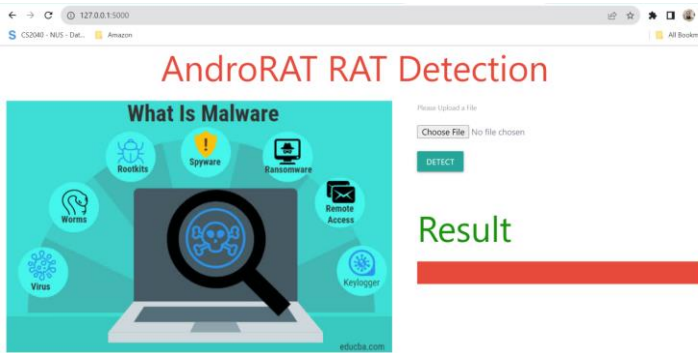 127.0.0.1:5000
CS2040 - NUS - Dat...
Amazon
All Bookm
AndroRAT RAT Detection
What Is Malware
Rootkits
Spyware
Ransomware
Worms
Remote
Access
Virus
Keylogger
educba.com
Please Upload a File
Choose File No file chosen
DETECT
Result